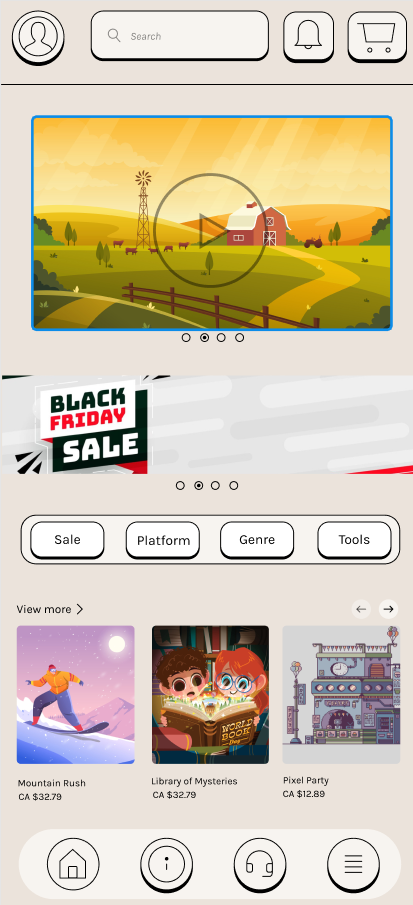 Search
BLACK
FRIDAY
SALE
Sale
Platform
Genre
Tools
View more
WORLD
BOOK
Day
Mountain Rush
CA $32.79
Library of Mysteries
CA $32.79
Pixel Party
CA $12.89